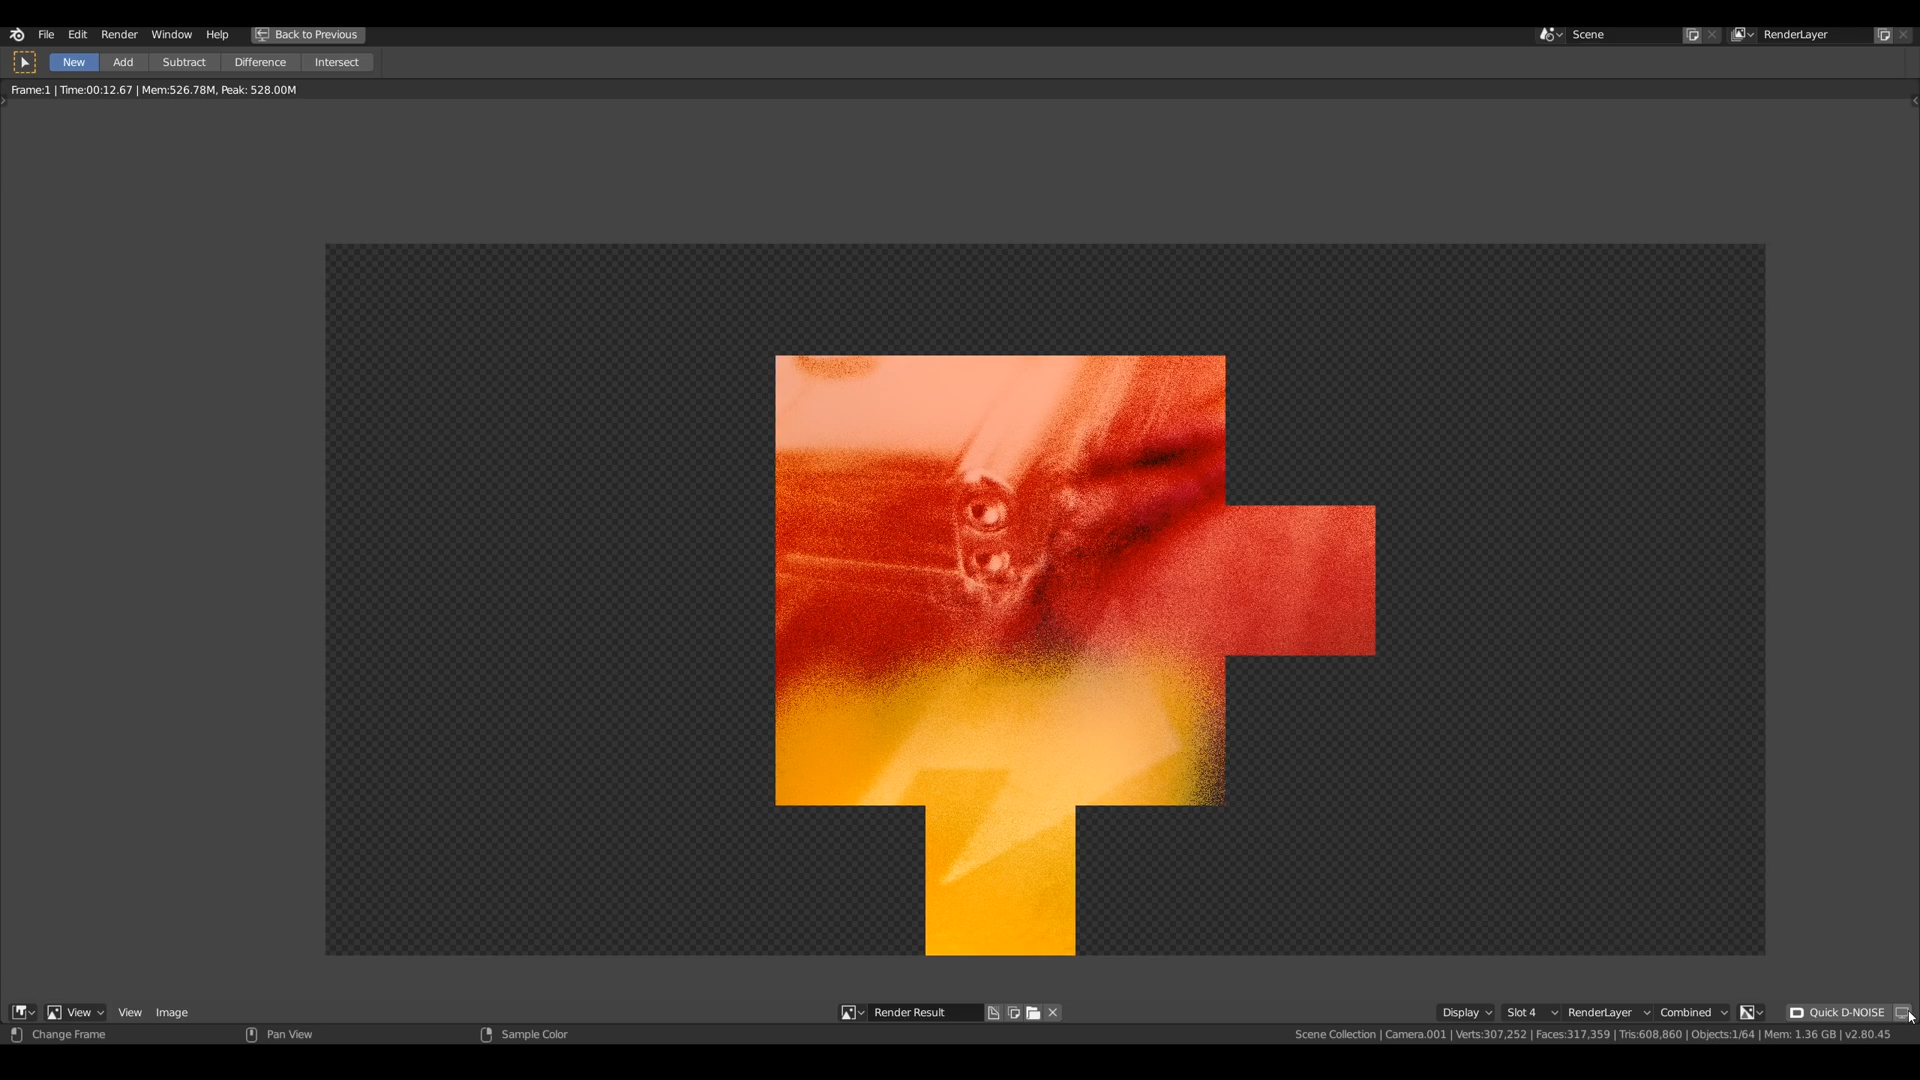 File Edit Render Window Help Back to Previous Scene RenderLayer
New Add Subtract Difference Intersect
Frame:1 | Time:00:12.67 | Mem:526.78M, Peak: 528.00M
View View Image Render Result Display Slot 4 RenderLayer Combined Quick D-NOISE
Change Frame Pan View Sample Color Scene Collection | Camera.001 | Verts:307,252 | Faces:317,359 | Tris:608,860 | Objects:1/64 | Mem: 1.36 GB | v2.80.45